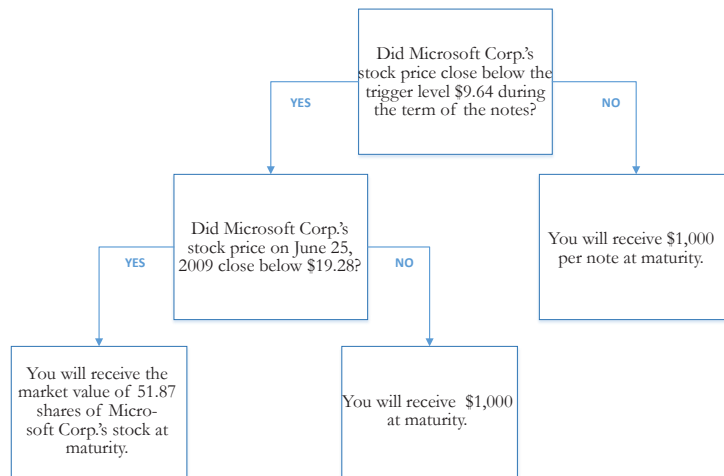 Did Microsoft Corp.'s
stock price close below the
trigger level $9.64 during
the term of the notes?
YES
NO
Did Microsoft Corp.'s
stock price on June 25,
2009 close below $19.28?
You will receive $1,000
per note at maturity.
YES
NO
You will receive the
market value of 51.87
shares of Micro-
soft Corp.'s stock at
maturity.
You will receive $1,000
at maturity.